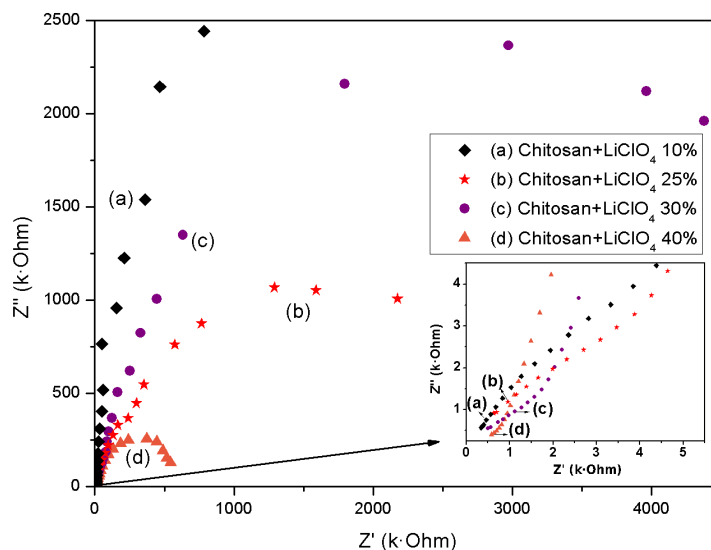 2500
2000
1500
1000
500
0
Z'' (k·Ohm)
(a)
(c)
(b)
(d)
(a) Chitosan+LiClO4 10%
(b) Chitosan+LiClO4 25%
(c) Chitosan+LiClO4 30%
(d) Chitosan+LiClO4 40%
4
3
2
1
Z'' (k·Ohm)
(b)
(a)
(c)
(d)
0 1 2 3 4 5
Z' (k·Ohm)
0 1000 2000 3000 4000
Z' (k·Ohm)